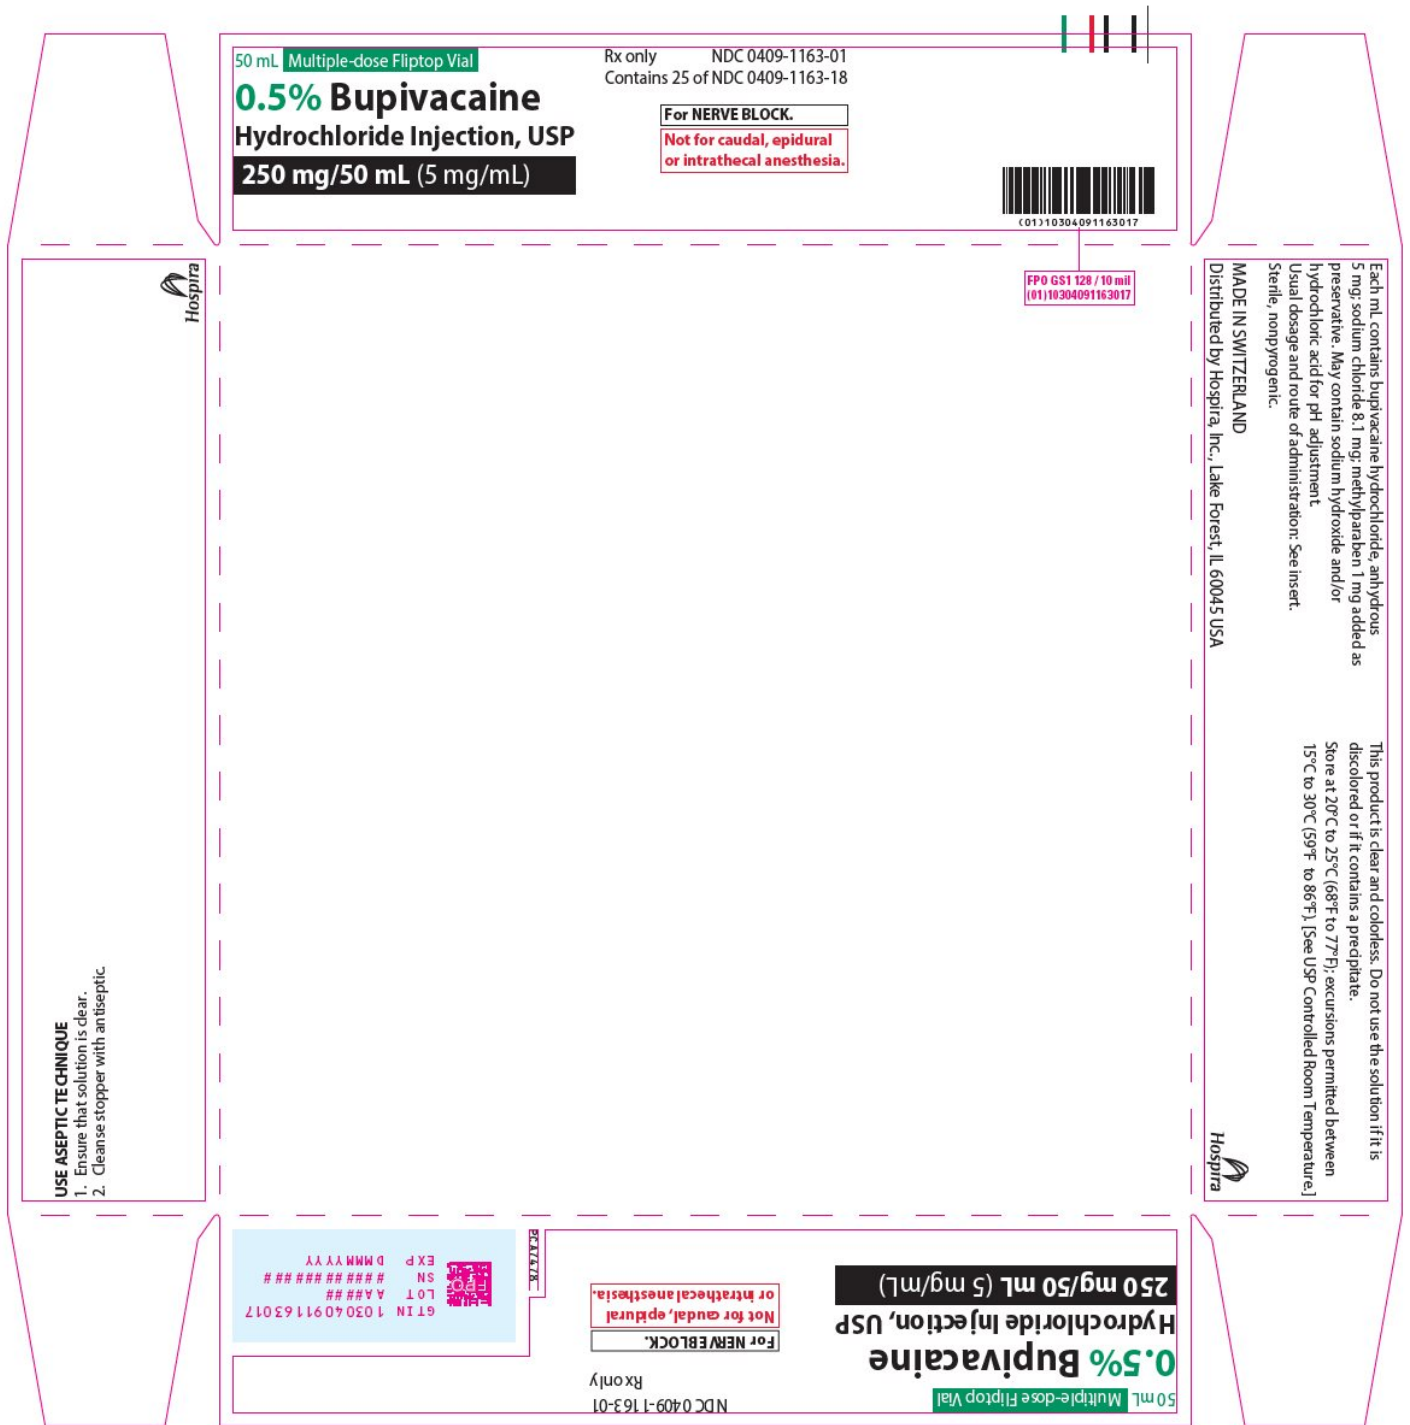 50 mL Multiple-dose Fliptop Vial
0.5% Bupivacaine
Hydrochloride Injection, USP
250 mg/50 mL (5 mg/mL)
Rx only NDC 0409-1163-01
Contains 25 of NDC 0409-1163-18
For NERVE BLOCK.
Not for caudal, epidural
or intrathecal anesthesia.
(01)10304091163017
FPO GS1 128 / 10 mil
(01)10304091163017
Hospira
USE ASEPTIC TECHNIQUE
1. Ensure that solution is clear.
2. Cleanse stopper with antiseptic.
Each mL contains bupivacaine hydrochloride, anhydrous
5 mg; sodium chloride 8.1 mg; methylparaben 1 mg added as
preservative. May contain sodium hydroxide and/or
hydrochloric acid for pH adjustment.
Usual dosage and route of administration: See insert.
Sterile, nonpyrogenic.
MADE IN SWITZERLAND
Distributed by Hospira, Inc., Lake Forest, IL 60045 USA
This product is clear and colorless. Do not use the solution if it is
discolored or if it contains a precipitate.
Store at 20°C to 25°C (68°F to 77°F); excursions permitted between
15°C to 30°C (59°F to 86°F). [See USP Controlled Room Temperature.]
Hospira
50 mL Multiple-dose Fliptop Vial
0.5% Bupivacaine
Hydrochloride Injection, USP
250 mg/50 mL (5 mg/mL)
NDC 0409-1163-01
Rx only
For NERVE BLOCK.
Not for caudal, epidural
or intrathecal anesthesia.
PCA7478
GTIN 10304091163017
LOT AA####
SN ############
EXP DMMMYYYY
FPO